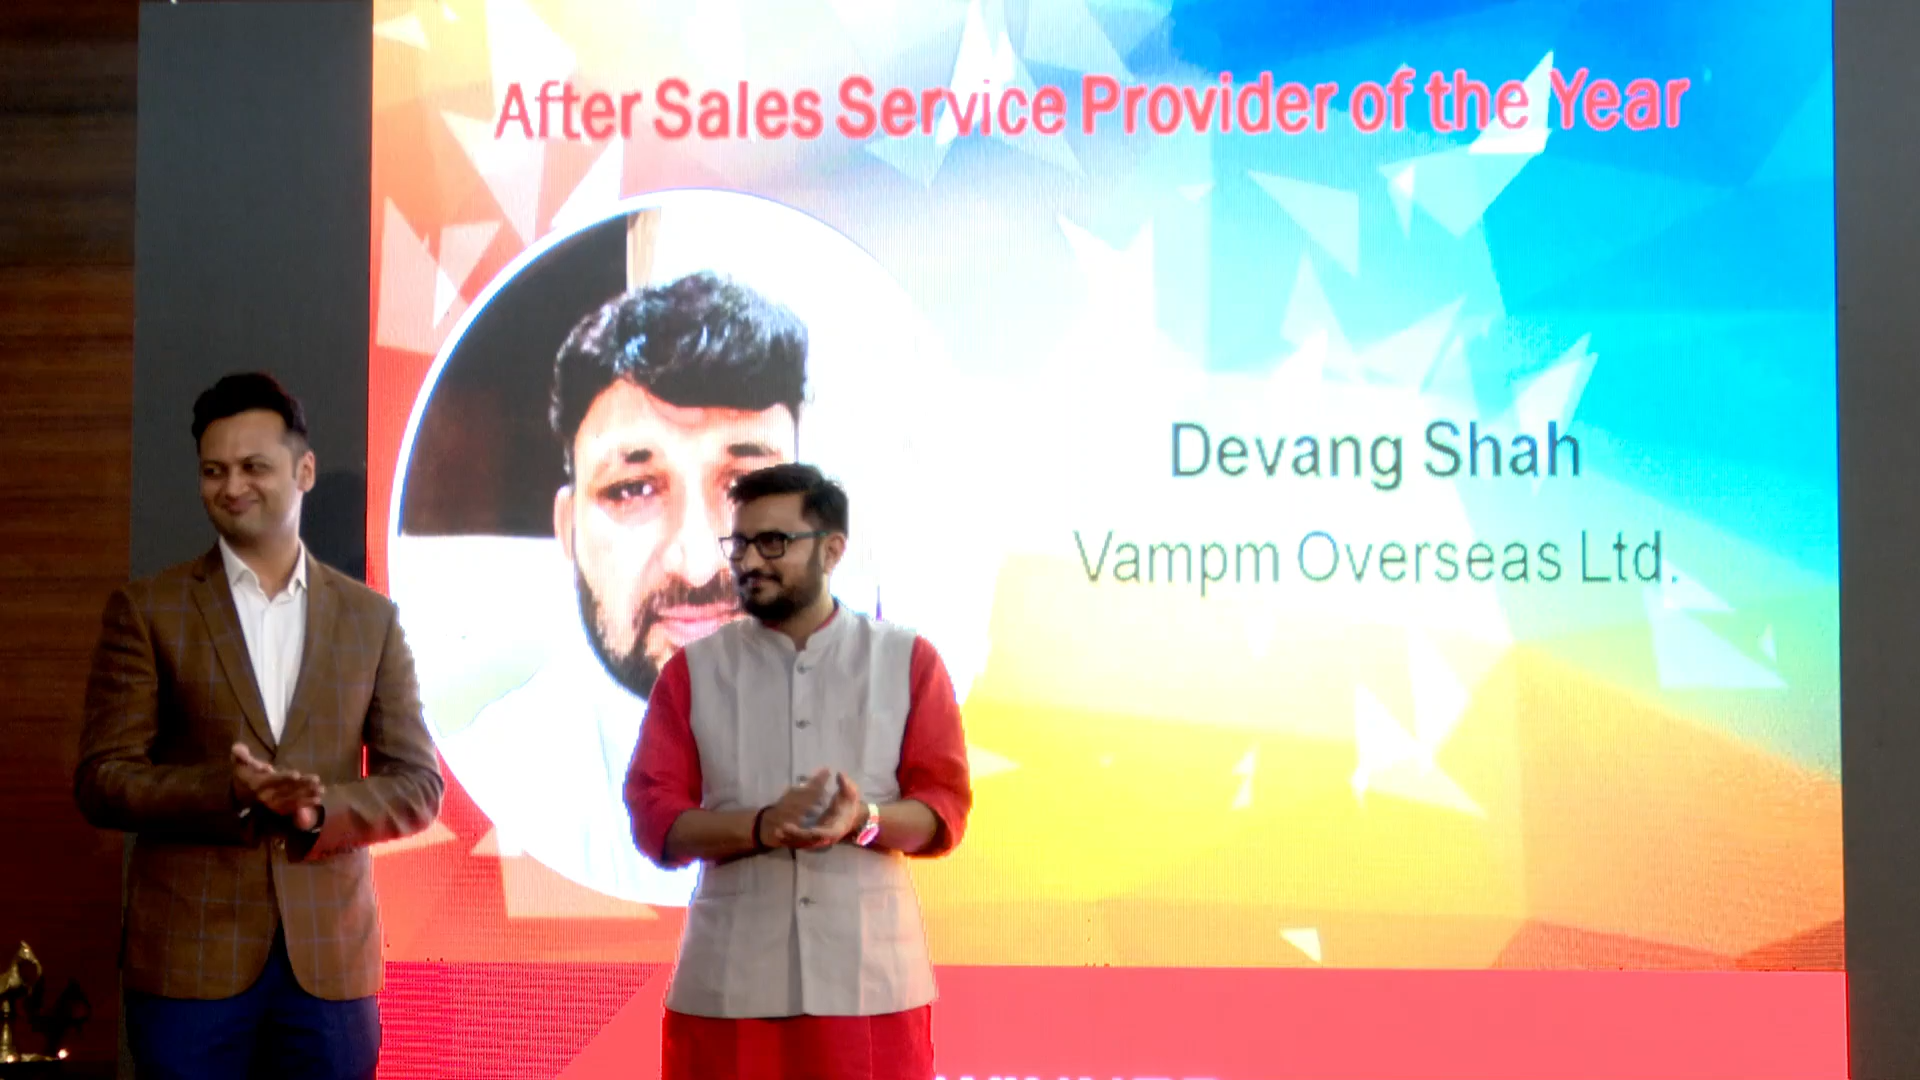 After Sales Service Provider of the Year
Devang Shah
Vampm Overseas Ltd.